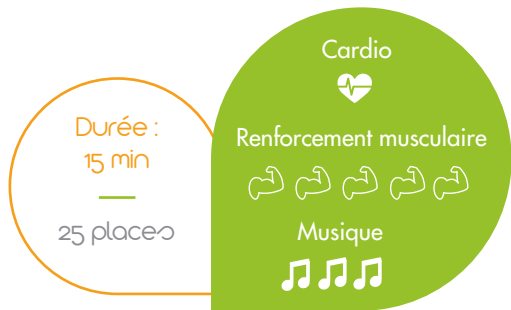 Durée :
15 min
25 places
Cardio
Renforcement musculaire
Musique